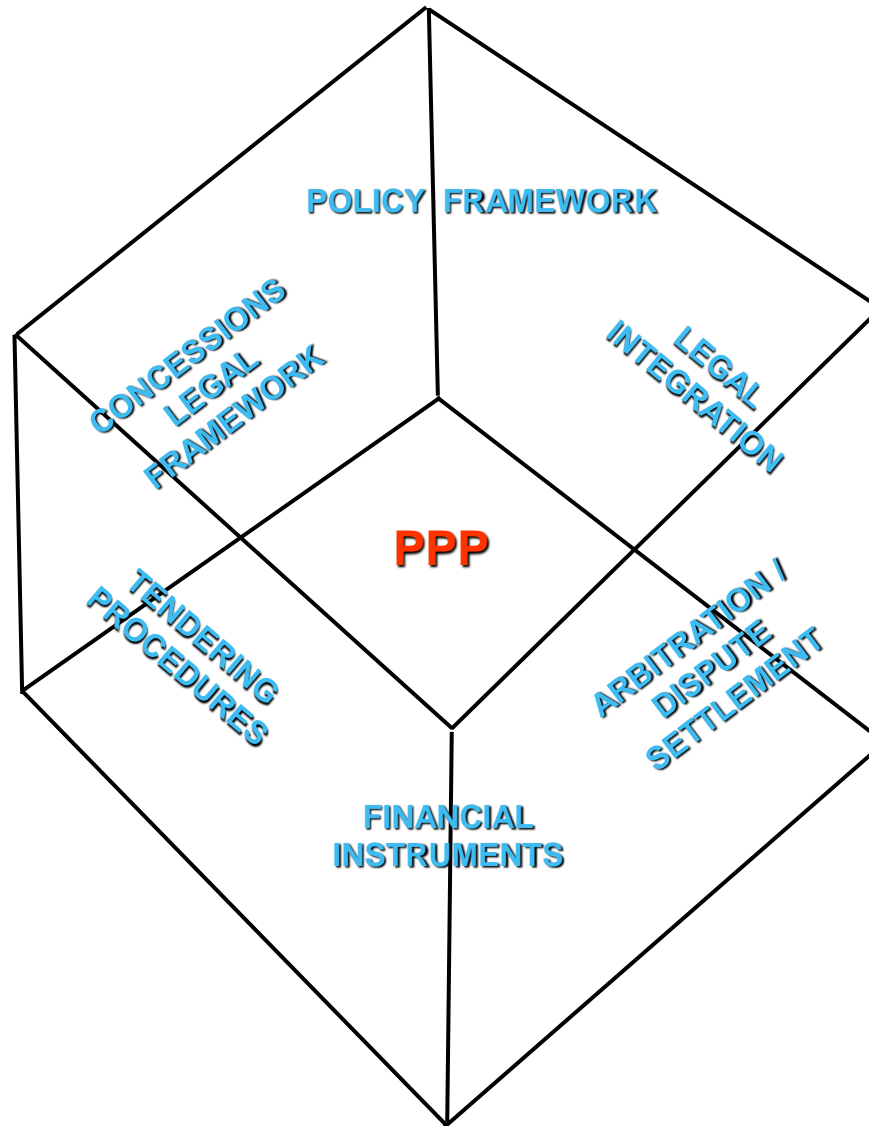 POLICY FRAMEWORK
CONCESSIONS
LEGAL
FRAMEWORK
LEGAL
INTEGRATION
PPP
TENDERING
PROCEDURES
ARBITRATION /
DISPUTE
SETTLEMENT
FINANCIAL
INSTRUMENTS